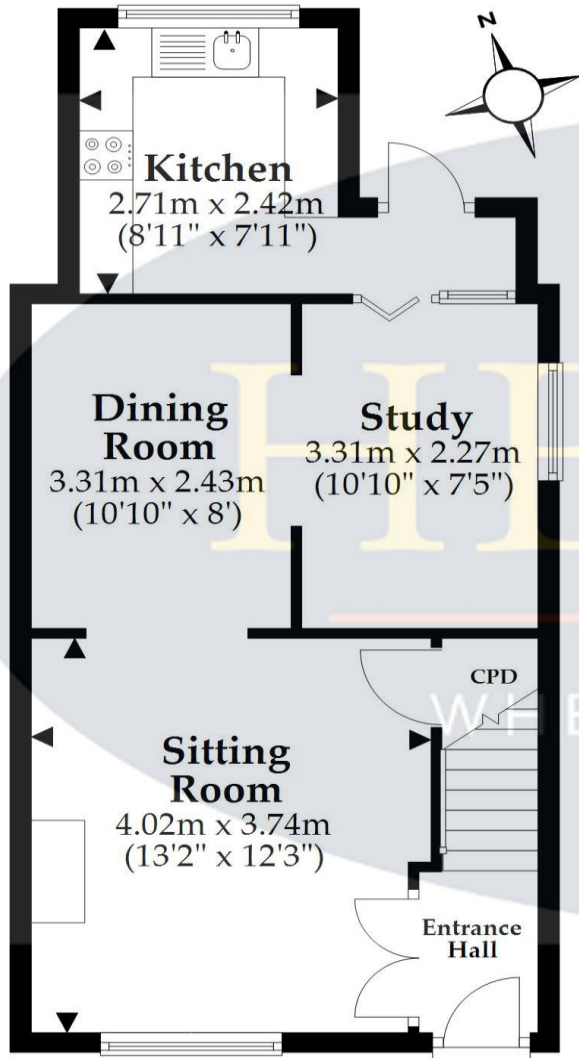 N
Kitchen
2.71m x 2.42m
(8'11" x 7'11")
Dining
Room
3.31m x 2.43m
(10'10" x 8')
Study
3.31m x 2.27m
(10'10" x 7'5")
CPD
WHE
Sitting
Room
4.02m x 3.74m
(13'2" x 12'3")
Entrance
Hall